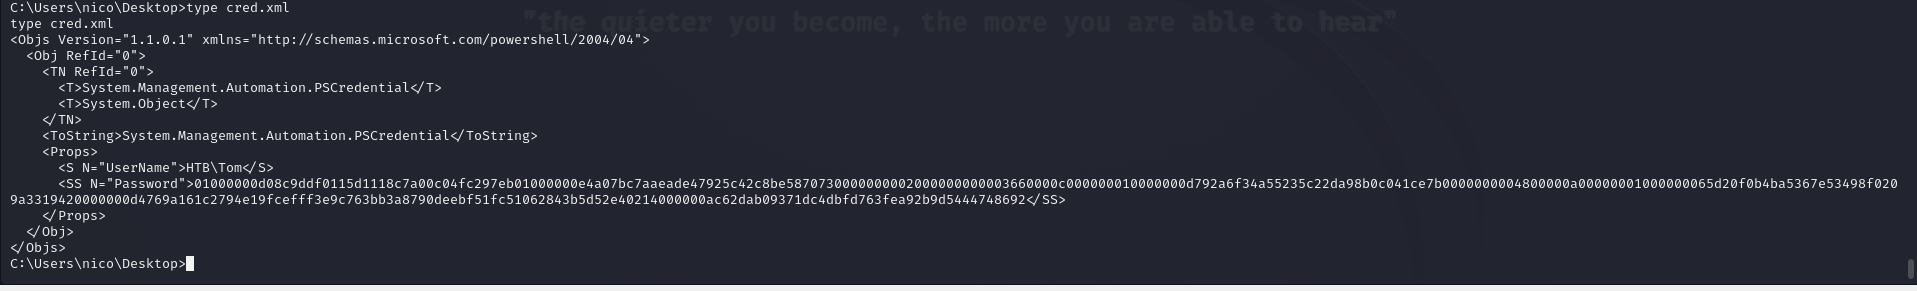 "the quieter you become, the more you are able to hear"
C:\Users\nico\Desktop>type cred.xml
type cred.xml
<Objs Version="1.1.0.1" xmlns="http://schemas.microsoft.com/powershell/2004/04">
  <Obj RefId="0">
    <TN RefId="0">
      <T>System.Management.Automation.PSCredential</T>
      <T>System.Object</T>
    </TN>
    <ToString>System.Management.Automation.PSCredential</ToString>
    <Props>
      <S N="UserName">HTB\Tom</S>
      <SS N="Password">01000000d08c9ddf0115d1118c7a00c04fc297eb01000000e4a07bc7aaeade47925c42c8be5870730000000002000000000003660000c000000010000000d792a6f34a55235c22da98b0c041ce7b0000000004800000a00000001000000065d20f0b4ba5367e53498f020
9a3319420000000d4769a161c2794e19fcefff3e9c763bb3a8790deebf51fc51062843b5d52e40214000000ac62dab09371dc4dbfd763fea92b9d5444748692</SS>
    </Props>
  </Obj>
</Objs>
C:\Users\nico\Desktop>